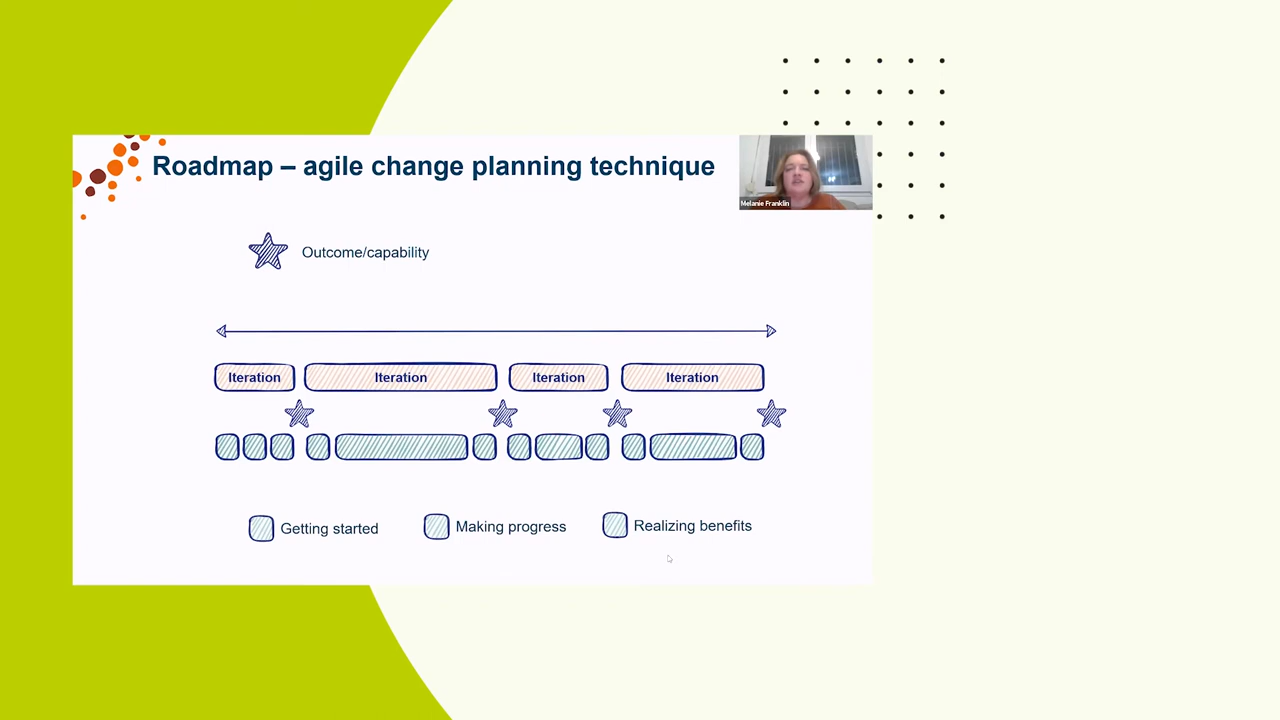 Roadmap – agile change planning technique
Melanie Franklin
Outcome/capability
Iteration Iteration Iteration Iteration
Getting started Making progress Realizing benefits